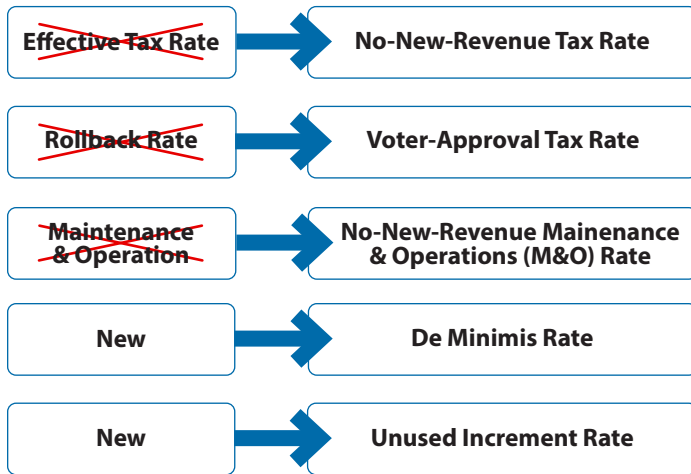 Effective Tax Rate
No-New-Revenue Tax Rate
Rollback Rate
Voter-Approval Tax Rate
Maintenance
& Operation
No-New-Revenue Mainenance
& Operations (M&O) Rate
New
De Minimis Rate
New
Unused Increment Rate